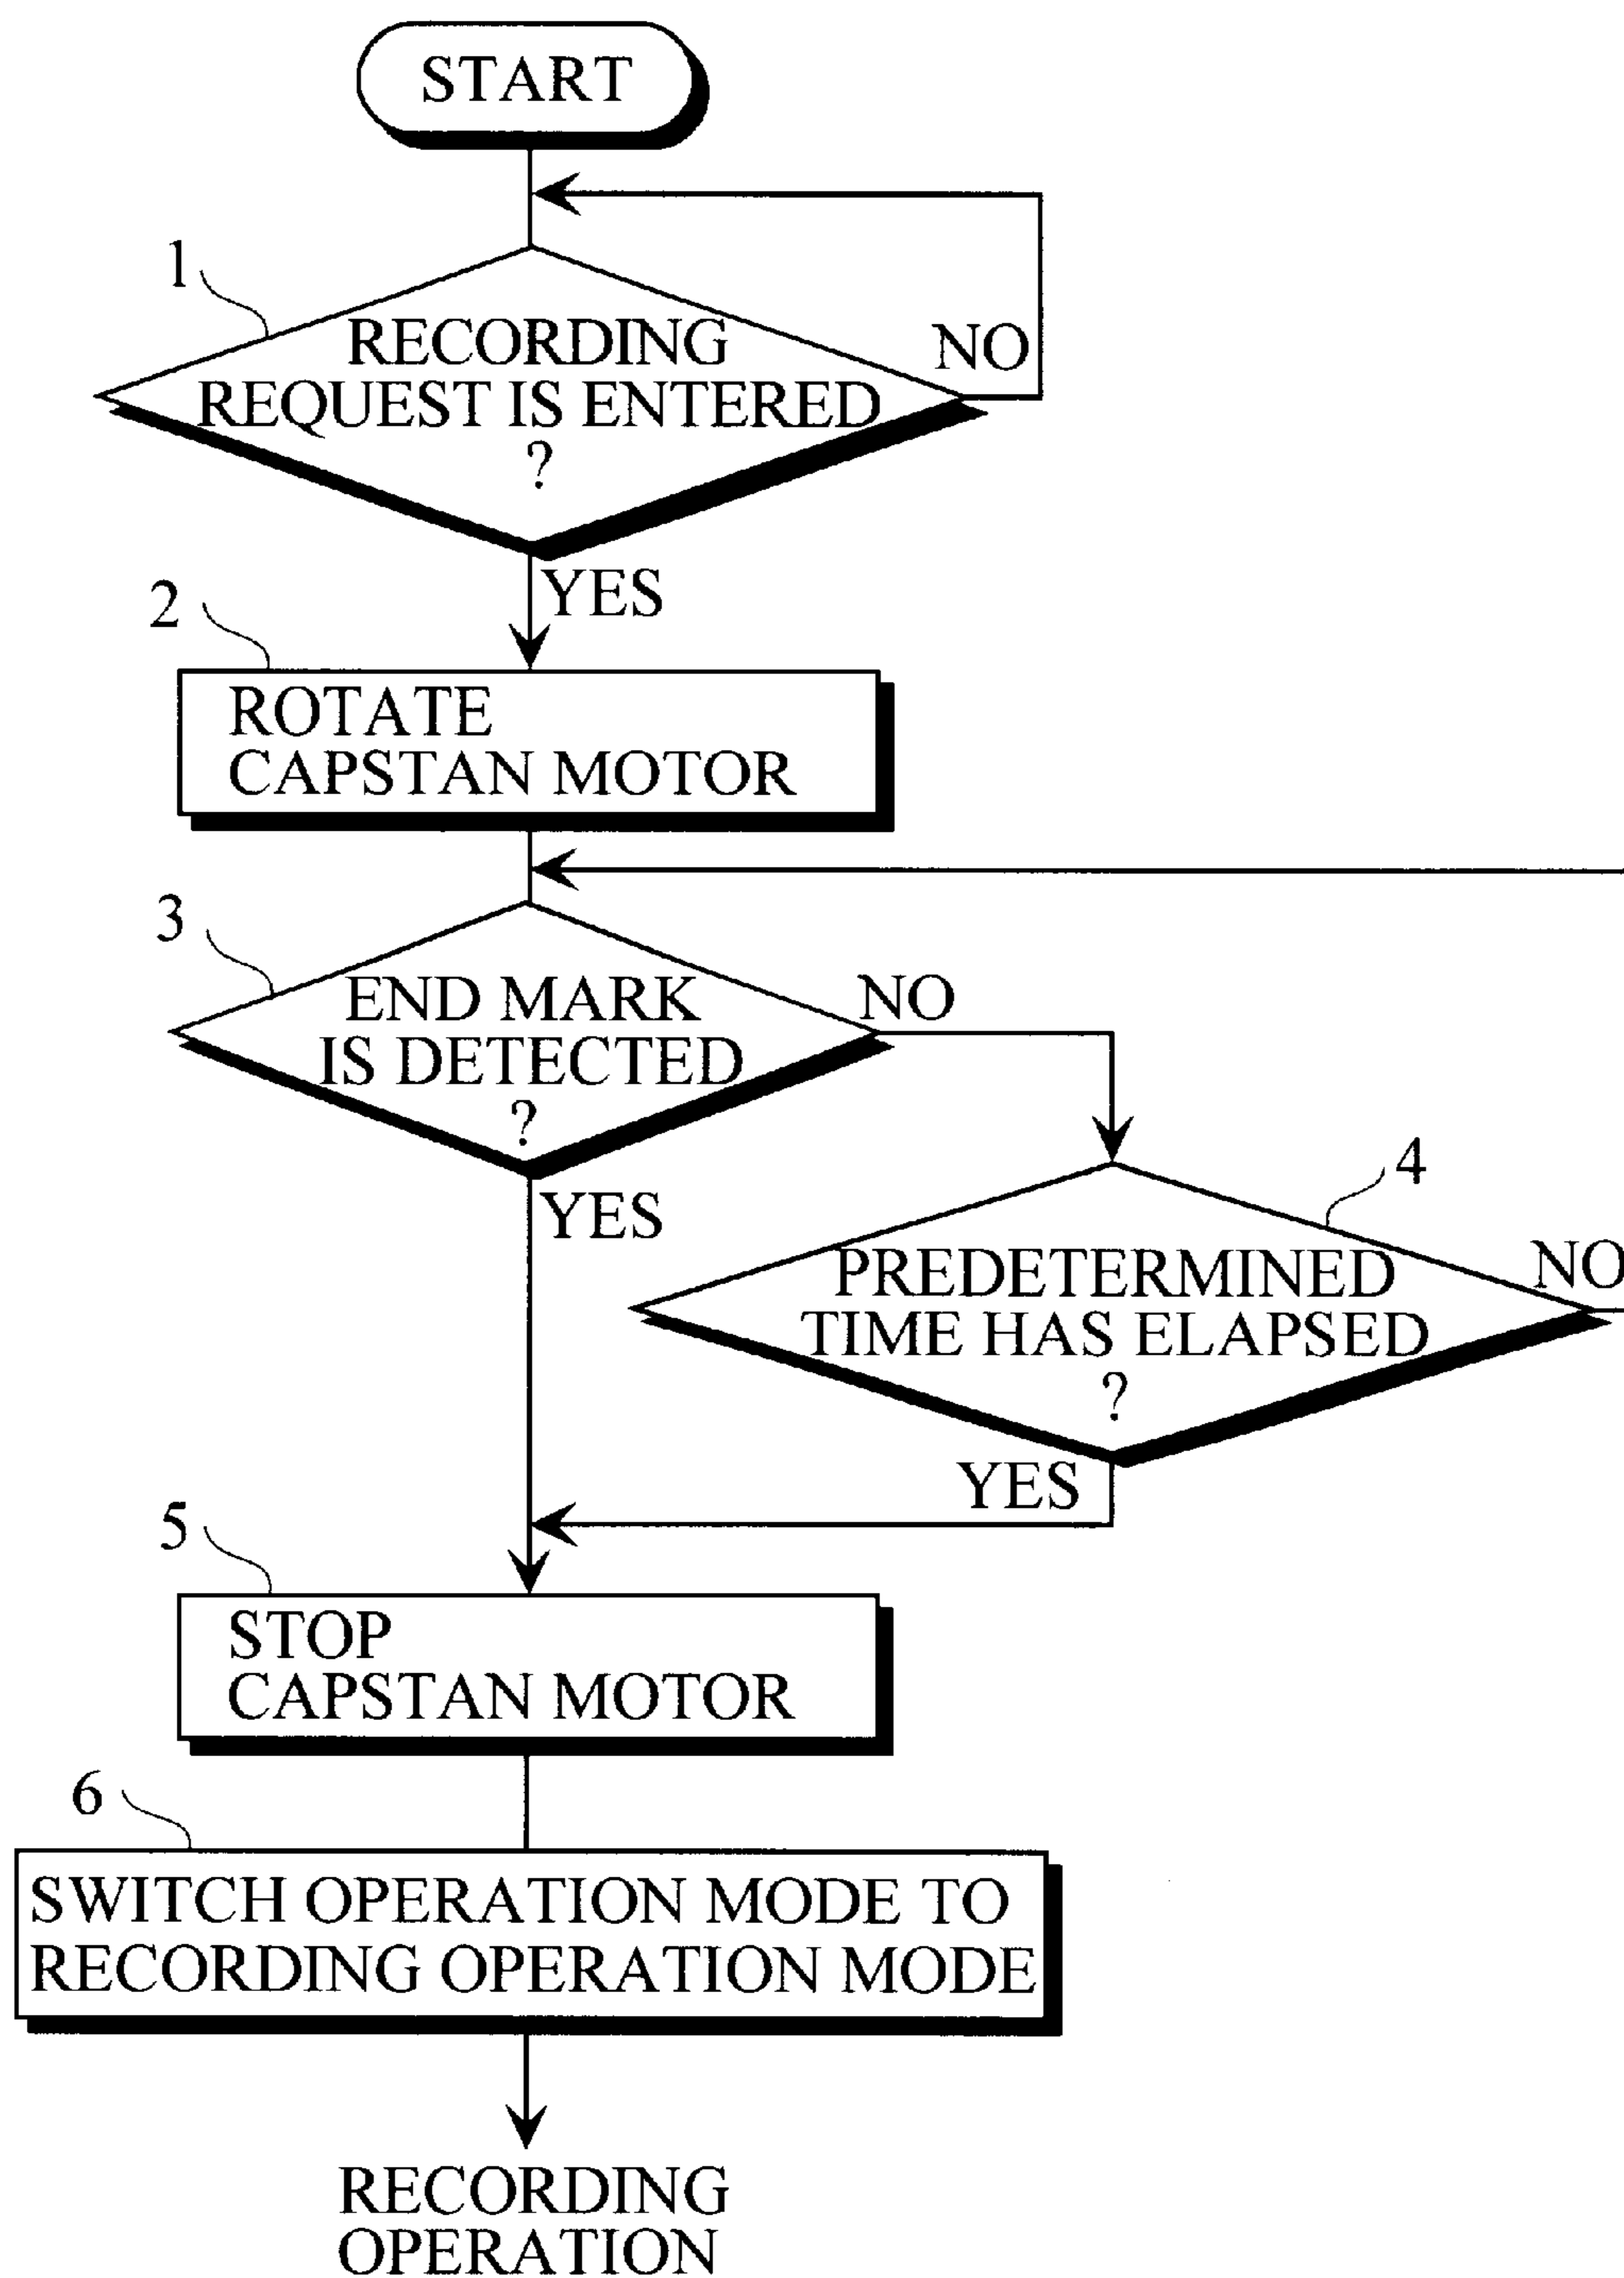 START
1
RECORDING
REQUEST IS ENTERED
?
NO
YES
2
ROTATE
CAPSTAN MOTOR
3
END MARK
IS DETECTED
?
NO
YES
4
PREDETERMINED
TIME HAS ELAPSED
?
NO
YES
5
STOP
CAPSTAN MOTOR
6
SWITCH OPERATION MODE TO
RECORDING OPERATION MODE
RECORDING
OPERATION